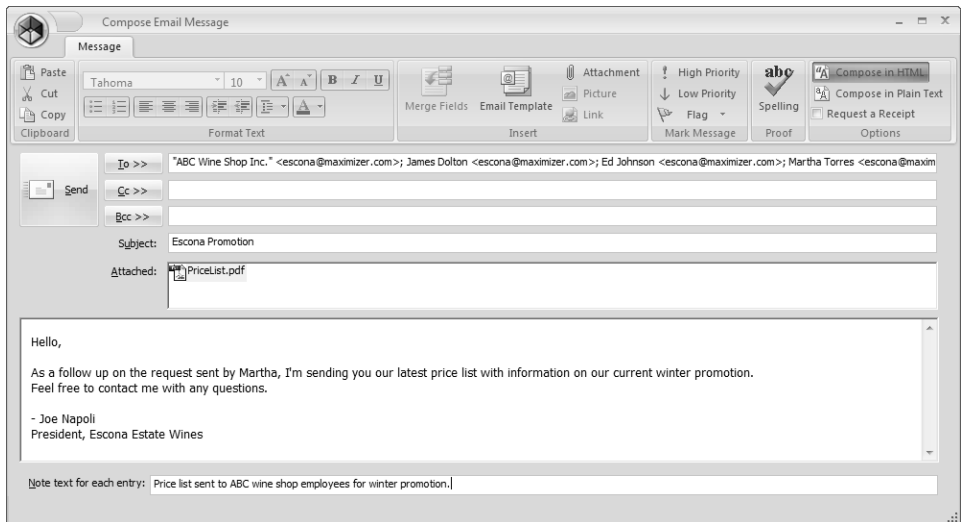 Compose Email Message
Message
Paste
Cut
Copy
Clipboard
Tahoma 10 A A B I U
A
Format Text
Merge Fields
Email Template
Attachment
Picture
Link
Insert
High Priority
Low Priority
Flag
Mark Message
abc
Spelling
Proof
Compose in HTML
Compose in Plain Text
Request a Receipt
Options
Send
To >> "ABC Wine Shop Inc." <escona@maximizer.com>; James Dolton <escona@maximizer.com>; Ed Johnson <escona@maximizer.com>; Martha Torres <escona@maxim
Cc >>
Bcc >>
Subject: Escona Promotion
Attached: PriceList.pdf
Hello,
As a follow up on the request sent by Martha, I'm sending you our latest price list with information on our current winter promotion.
Feel free to contact me with any questions.
- Joe Napoli
President, Escona Estate Wines
Note text for each entry: Price list sent to ABC wine shop employees for winter promotion.